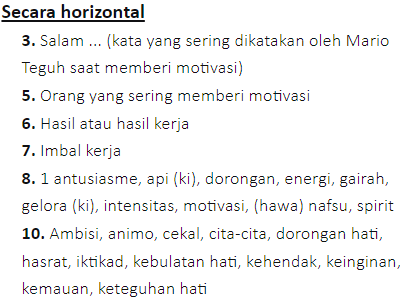 Secara horizontal
3. Salam ... (kata yang sering dikatakan oleh Mario
Teguh saat memberi motivasi)
5. Orang yang sering memberi motivasi
6. Hasil atau hasil kerja
7. Imbal kerja
8. 1 antusiasme, api (ki), dorongan, energi, gairah,
gelora (ki), intensitas, motivasi, (hawa) nafsu, spirit
10. Ambisi, animo, cekal, cita-cita, dorongan hati,
hasrat, iktikad, kebulatan hati, kehendak, keinginan,
kemauan, keteguhan hati